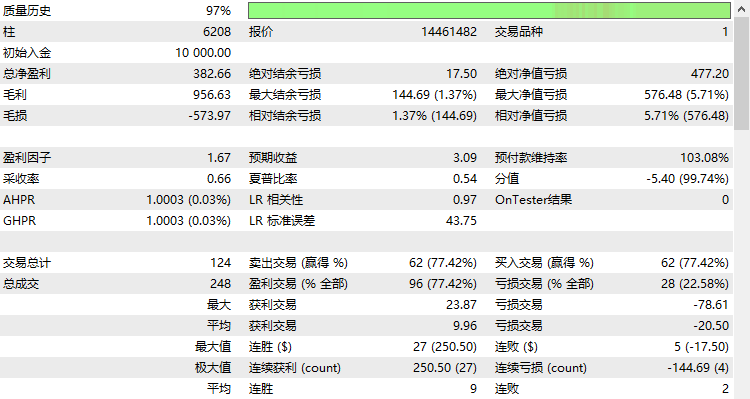 质量历史 97%
柱 6208 报价 14461482 交易品种 1
初始入金 10 000.00
总净盈利 382.66 绝对结余亏损 17.50 绝对净值亏损 477.20
毛利 956.63 最大结余亏损 144.69 (1.37%) 最大净值亏损 576.48 (5.71%)
毛损 -573.97 相对结余亏损 1.37% (144.69) 相对净值亏损 5.71% (576.48)
盈利因子 1.67 预期收益 3.09 预付款维持率 103.08%
采收率 0.66 夏普比率 0.54 分值 -5.40 (99.74%)
AHPR 1.0003 (0.03%) LR 相关性 0.97 OnTester结果 0
GHPR 1.0003 (0.03%) LR 标准误差 43.75
交易总计 124 卖出交易 (赢得 %) 62 (77.42%) 买入交易 (赢得 %) 62 (77.42%)
总成交 248 盈利交易 (% 全部) 96 (77.42%) 亏损交易 (% 全部) 28 (22.58%)
最大 获利交易 23.87 亏损交易 -78.61
平均 获利交易 9.96 亏损交易 -20.50
最大值 连胜 ($) 27 (250.50) 连败 ($) 5 (-17.50)
极大值 连续获利 (count) 250.50 (27) 连续亏损 (count) -144.69 (4)
平均 连胜 9 连败 2